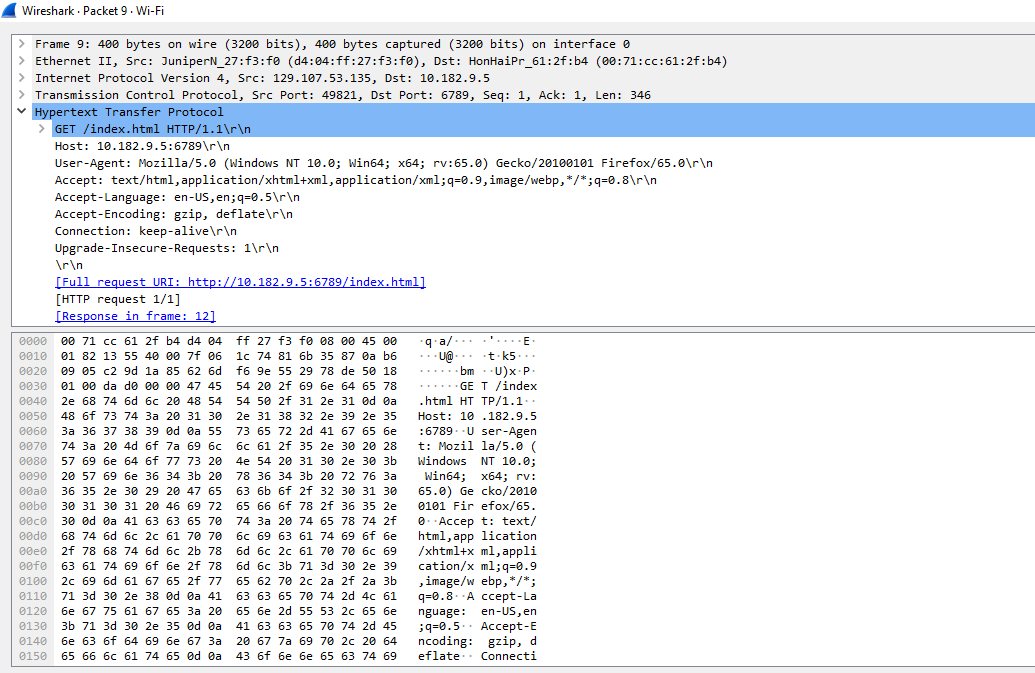 Wireshark · Packet 9 · Wi-Fi
Frame 9: 400 bytes on wire (3200 bits), 400 bytes captured (3200 bits) on interface 0
Ethernet II, Src: JuniperN_27:f3:f0 (d4:04:ff:27:f3:f0), Dst: HonHaiPr_61:2f:b4 (00:71:cc:61:2f:b4)
Internet Protocol Version 4, Src: 129.107.53.135, Dst: 10.182.9.5
Transmission Control Protocol, Src Port: 49821, Dst Port: 6789, Seq: 1, Ack: 1, Len: 346
Hypertext Transfer Protocol
GET /index.html HTTP/1.1\r\n
Host: 10.182.9.5:6789\r\n
User-Agent: Mozilla/5.0 (Windows NT 10.0; Win64; x64; rv:65.0) Gecko/20100101 Firefox/65.0\r\n
Accept: text/html,application/xhtml+xml,application/xml;q=0.9,image/webp,*/*;q=0.8\r\n
Accept-Language: en-US,en;q=0.5\r\n
Accept-Encoding: gzip, deflate\r\n
Connection: keep-alive\r\n
Upgrade-Insecure-Requests: 1\r\n
\r\n
[Full request URI: http://10.182.9.5:6789/index.html]
[HTTP request 1/1]
[Response in frame: 12]
0000 00 71 cc 61 2f b4 d4 04 ff 27 f3 f0 08 00 45 00 ·q·a/··· ·'····E·
0010 01 82 13 55 40 00 7f 06 1c 74 81 6b 35 87 0a b6 ···U@··· ·t·k5···
0020 09 05 c2 9d 1a 85 62 6d f6 9e 55 29 78 de 50 18 ······bm ··U)x·P·
0030 01 00 da d0 00 00 47 45 54 20 2f 69 6e 64 65 78 ······GE T /index
0040 2e 68 74 6d 6c 20 48 54 54 50 2f 31 2e 31 0d 0a .html HT TP/1.1··
0050 48 6f 73 74 3a 20 31 30 2e 31 38 32 2e 39 2e 35 Host: 10 .182.9.5
0060 3a 36 37 38 39 0d 0a 55 73 65 72 2d 41 67 65 6e :6789··U ser-Agen
0070 74 3a 20 4d 6f 7a 69 6c 6c 61 2f 35 2e 30 20 28 t: Mozil la/5.0 (
0080 57 69 6e 64 6f 77 73 20 4e 54 20 31 30 2e 30 3b Windows NT 10.0;
0090 20 57 69 6e 36 34 3b 20 78 36 34 3b 20 72 76 3a Win64; x64; rv:
00a0 36 35 2e 30 29 20 47 65 63 6b 6f 2f 32 30 31 30 65.0) Ge cko/2010
00b0 30 31 30 31 20 46 69 72 65 66 6f 78 2f 36 35 2e 0101 Fir efox/65.
00c0 30 0d 0a 41 63 63 65 70 74 3a 20 74 65 78 74 2f 0··Accep t: text/
00d0 68 74 6d 6c 2c 61 70 70 6c 69 63 61 74 69 6f 6e html,app lication
00e0 2f 78 68 74 6d 6c 2b 78 6d 6c 2c 61 70 70 6c 69 /xhtml+x ml,appli
00f0 63 61 74 69 6f 6e 2f 78 6d 6c 3b 71 3d 30 2e 39 cation/x ml;q=0.9
0100 2c 69 6d 61 67 65 2f 77 65 62 70 2c 2a 2f 2a 3b ,image/w ebp,*/*;
0110 71 3d 30 2e 38 0d 0a 41 63 63 65 70 74 2d 4c 61 q=0.8··A ccept-La
0120 6e 67 75 61 67 65 3a 20 65 6e 2d 55 53 2c 65 6e nguage: en-US,en
0130 3b 71 3d 30 2e 35 0d 0a 41 63 63 65 70 74 2d 45 ;q=0.5·· Accept-E
0140 6e 63 6f 64 69 6e 67 3a 20 67 7a 69 70 2c 20 64 ncoding: gzip, d
0150 65 66 6c 61 74 65 0d 0a 43 6f 6e 6e 65 63 74 69 eflate·· Connecti